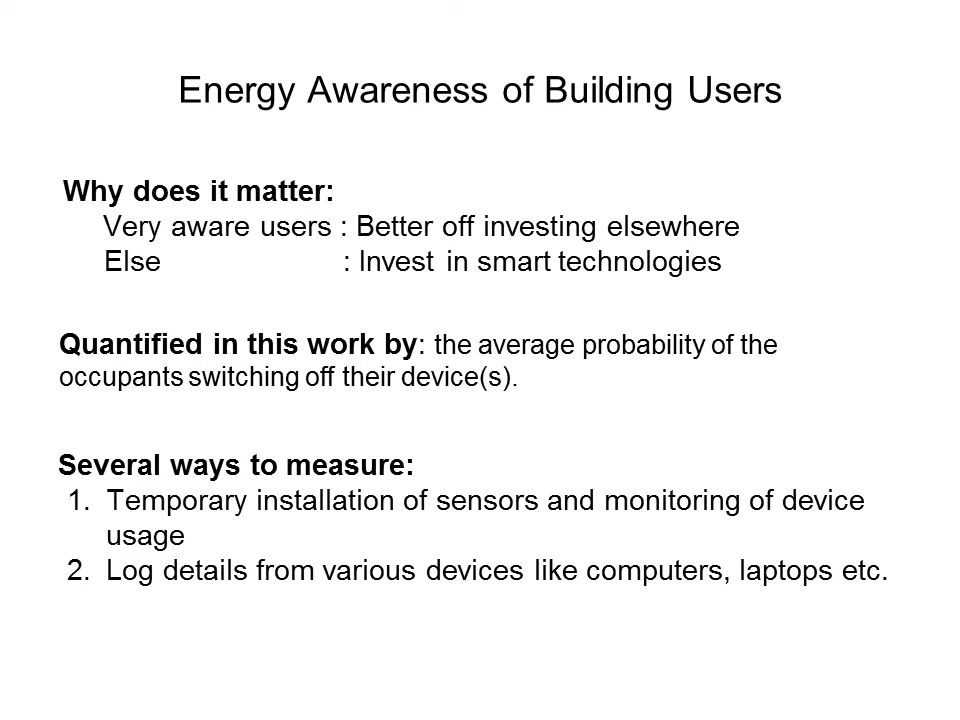 Energy Awareness of Building Users
Why does it matter:
Very aware users : Better off investing elsewhere
Else : Invest in smart technologies
Quantified in this work by: the average probability of the
occupants switching off their device(s).
Several ways to measure:
1. Temporary installation of sensors and monitoring of device
usage
2. Log details from various devices like computers, laptops etc.